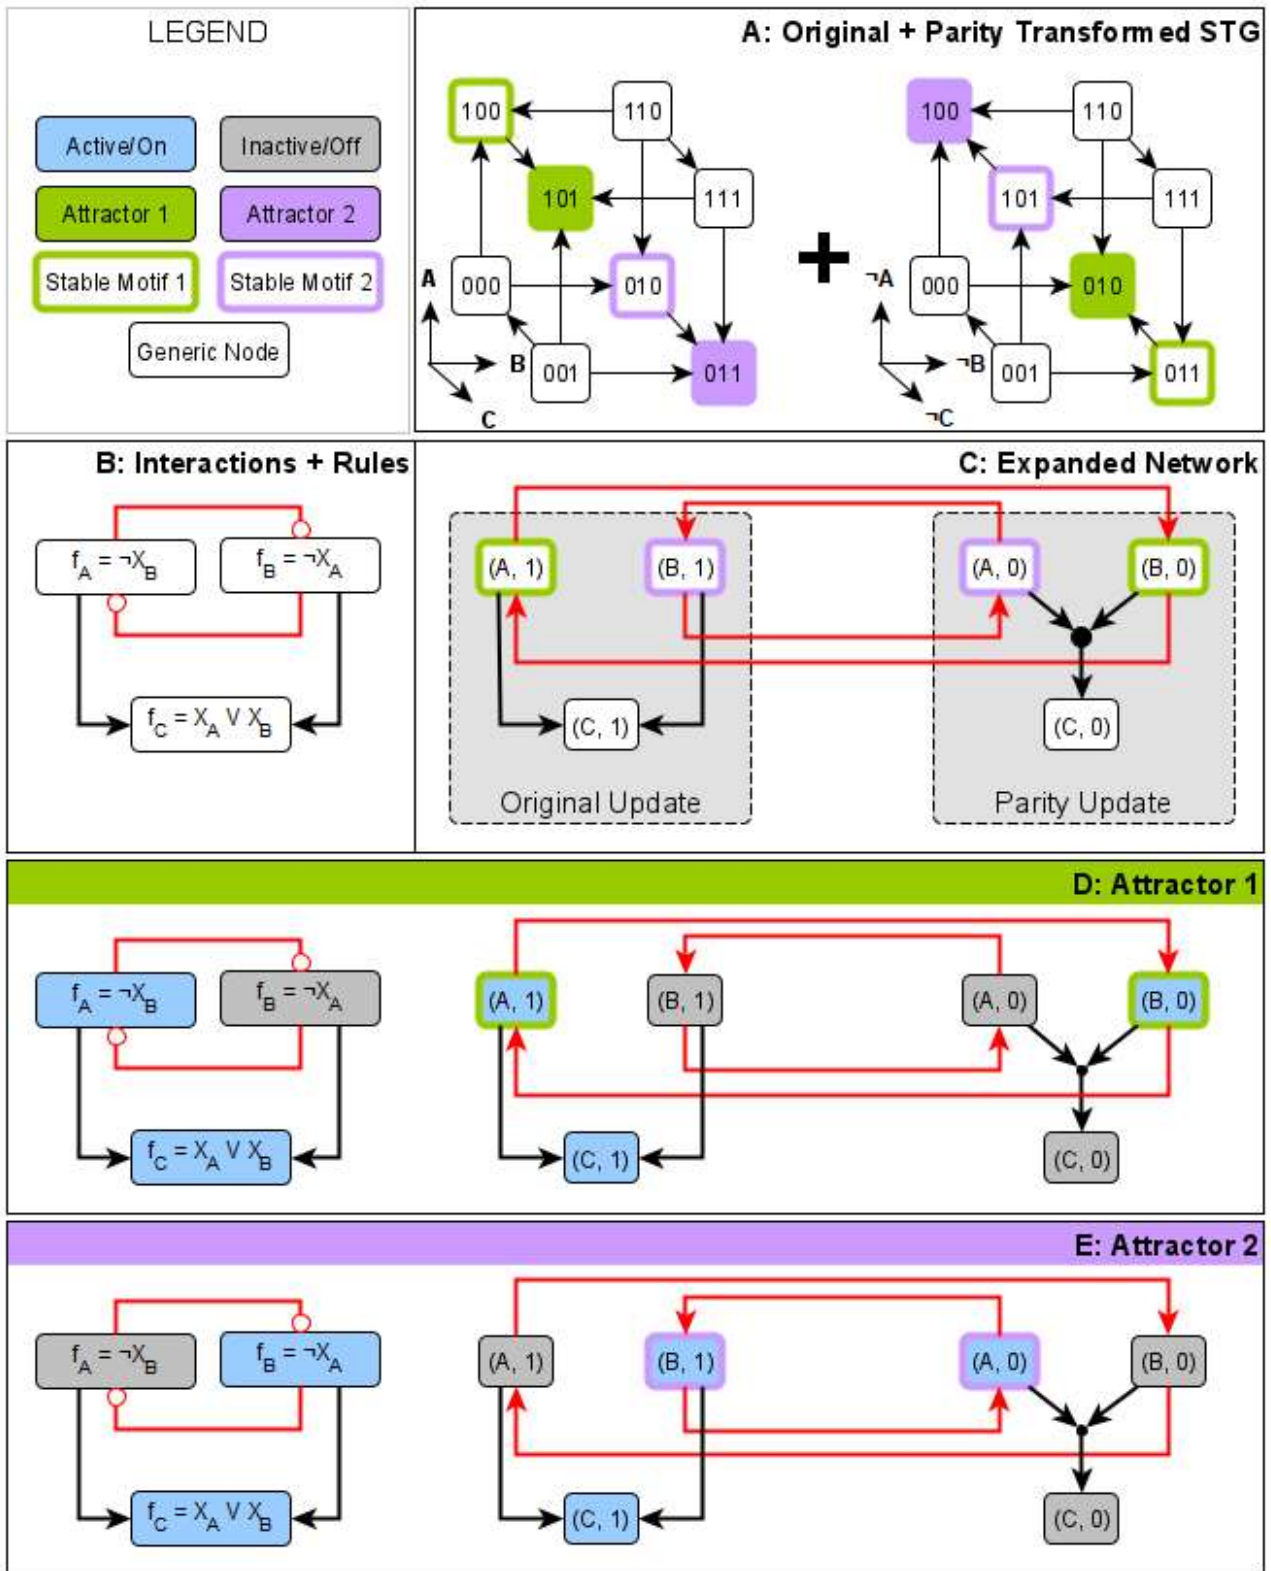 LEGEND
Active/On
Inactive/Off
Attractor 1
Attractor 2
Stable Motif 1
Stable Motif 2
Generic Node
A: Original + Parity Transformed STG
100
110
101
111
000
010
001
011
A
B
C
+
100
110
101
111
000
010
001
011
¬A
¬B
¬C
B: Interactions + Rules
f_A = ¬X_B
f_B = ¬X_A
f_C = X_A V X_B
C: Expanded Network
(A, 1)
(B, 1)
(A, 0)
(B, 0)
(C, 1)
(C, 0)
Original Update
Parity Update
D: Attractor 1
f_A = ¬X_B
f_B = ¬X_A
(A, 1)
(B, 1)
(A, 0)
(B, 0)
f_C = X_A V X_B
(C, 1)
(C, 0)
E: Attractor 2
f_A = ¬X_B
f_B = ¬X_A
(A, 1)
(B, 1)
(A, 0)
(B, 0)
f_C = X_A V X_B
(C, 1)
(C, 0)